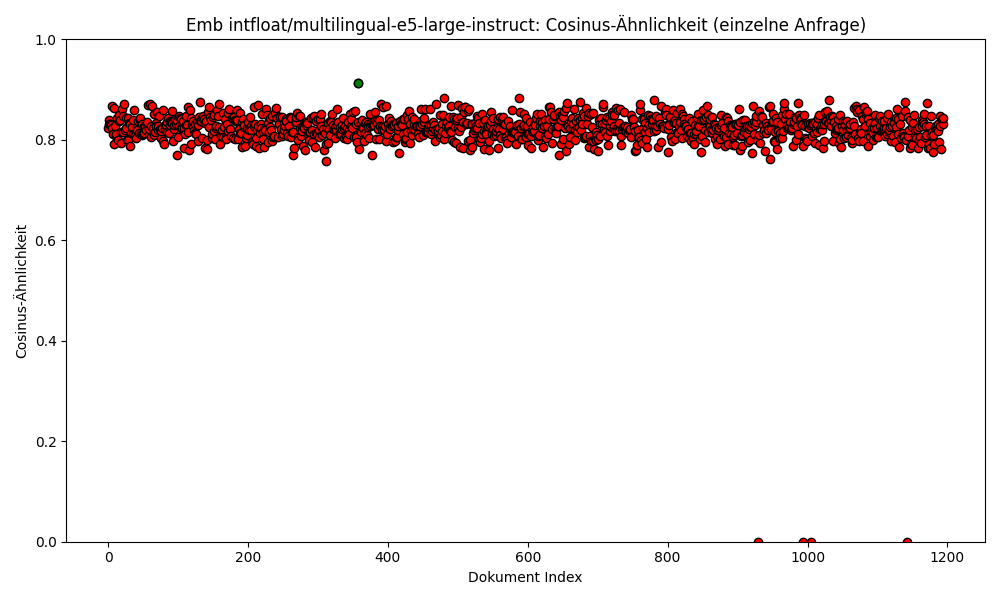 Emb intfloat/multilingual-e5-large-instruct: Cosinus-Ähnlichkeit (einzelne Anfrage)
1.0
0.8
0.6
0.4
0.2
0.0
Cosinus-Ähnlichkeit
0 200 400 600 800 1000 1200
Dokument Index